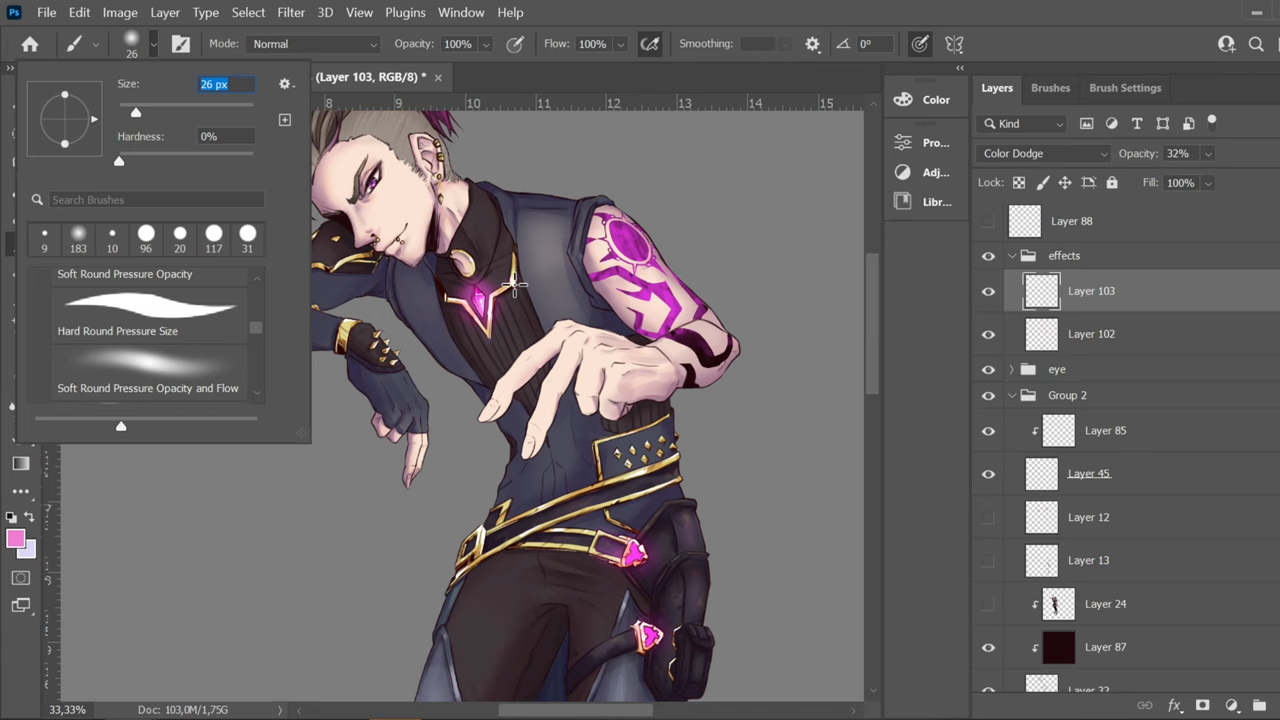 Ps File Edit Image Layer Type Select Filter 3D View Plugins Window Help
26 Mode: Normal Opacity: 100% Flow: 100% Smoothing: 0°
(Layer 103, RGB/8) *
Size: 26 px
Hardness: 0%
Search Brushes
9 183 10 96 20 117 31
Soft Round Pressure Opacity
Hard Round Pressure Size
Soft Round Pressure Opacity and Flow
8 9 10 11 12 13 14 15
Color
Pro...
Adj...
Libr...
Layers Brushes Brush Settings
Kind
Color Dodge Opacity: 32%
Lock: Fill: 100%
Layer 88
effects
Layer 103
Layer 102
eye
Group 2
Layer 85
Layer 45
Layer 12
Layer 13
Layer 24
Layer 87
Layer 32
fx
33,33% Doc: 103,0M/1,75G